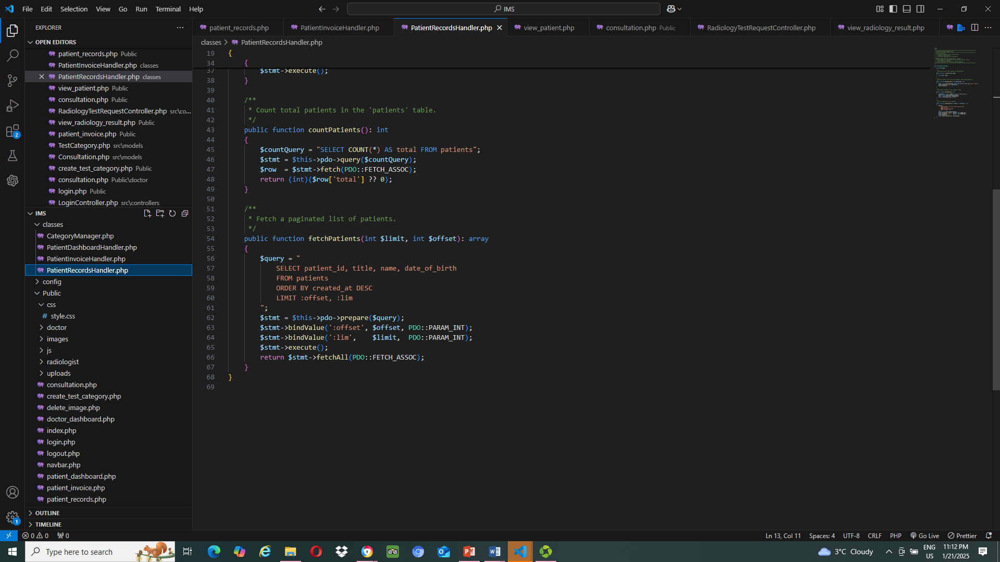 File Edit Selection View Go Run Terminal Help
IMS
EXPLORER
OPEN EDITORS
patient_records.php Public
PatientInvoiceHandler.php classes
PatientRecordsHandler.php classes
view_patient.php Public
consultation.php Public
RadiologyTestRequestController.php src\co...
view_radiology_result.php Public
patient_invoice.php Public
TestCategory.php src\models
Consultation.php src\models
create_test_category.php Public
consultation.php Public\doctor
login.php Public
LoginController.php src\controllers
IMS
classes
CategoryManager.php
PatientDashboardHandler.php
PatientInvoiceHandler.php
PatientRecordsHandler.php
config
Public
css
# style.css
doctor
images
js
radiologist
uploads
consultation.php
create_test_category.php
delete_image.php
doctor_dashboard.php
index.php
login.php
logout.php
navbar.php
patient_dashboard.php
patient_invoice.php
patient_records.php
OUTLINE
TIMELINE
2
1
patient_records.php PatientInvoiceHandler.php PatientRecordsHandler.php view_patient.php consultation.php Public RadiologyTestRequestController.php view_radiology_result.php
classes > PatientRecordsHandler.php
19 {
34 {
37 $stmt->execute();
38 }
39
40 /**
41 * Count total patients in the 'patients' table.
42 */
43 public function countPatients(): int
44 {
45 $countQuery = "SELECT COUNT(*) AS total FROM patients";
46 $stmt = $this->pdo->query($countQuery);
47 $row  = $stmt->fetch(PDO::FETCH_ASSOC);
48 return (int)($row['total'] ?? 0);
49 }
50
51 /**
52 * Fetch a paginated list of patients.
53 */
54 public function fetchPatients(int $limit, int $offset): array
55 {
56 $query = "
57 SELECT patient_id, title, name, date_of_birth
58 FROM patients
59 ORDER BY created_at DESC
60 LIMIT :offset, :lim
61 ";
62 $stmt = $this->pdo->prepare($query);
63 $stmt->bindValue(':offset', $offset, PDO::PARAM_INT);
64 $stmt->bindValue(':lim',    $limit,  PDO::PARAM_INT);
65 $stmt->execute();
66 return $stmt->fetchAll(PDO::FETCH_ASSOC);
67 }
68 }
69
0 0 0 Ln 13, Col 11 Spaces: 4 UTF-8 CRLF PHP Go Live Prettier
Type here to search
3°C Cloudy
ENG
US
11:12 PM
1/21/2025